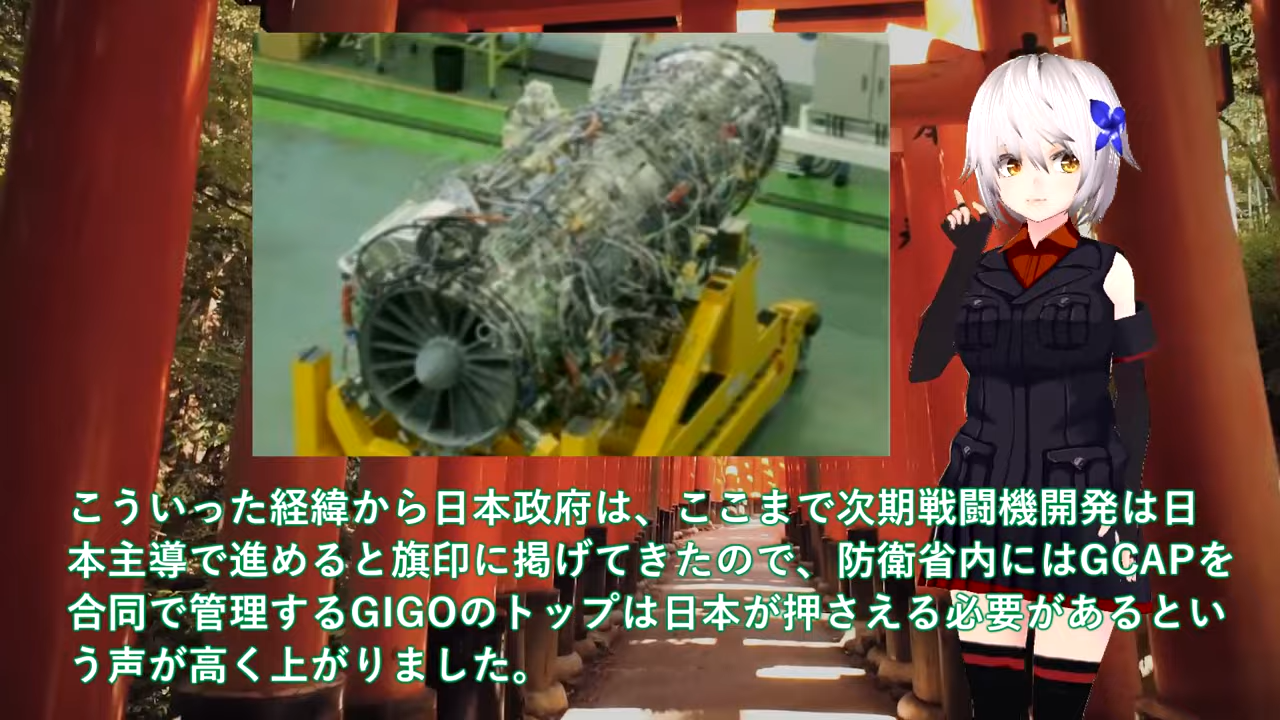 こういった経緯から日本政府は、ここまで次期戦闘機開発は日
本主導で進めると旗印に掲げてきたので、防衛省内にはGCAPを
合同で管理するGIGOのトップは日本が押さえる必要があるとい
う声が高く上がりました。